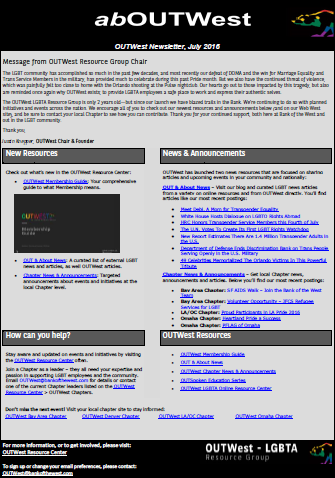 abOUTWest
OUTWest Newsletter, July 2016
Message from OUTWest Resource Group Chair
The LGBT community has accomplished so much in the past few decades, and most recently our defeat of DOMA and the win for Marriage Equality and
Trans Service Members in the military, has provided much to celebrate during this past Pride Month. But we also have the continued threat of violence,
which was painfully felt too close to home with the Orlando shooting at the Pulse nightclub. Our hearts go out to those impacted by this tragedy, but also
are reminded once again why OUTWest exists; to provide LGBTA employees a safe place to work and express their authentic selves.
The OUTWest LGBTA Resource Group is only 7 years old – but since our launch we have blazed trails in the Bank. We're continuing to do so with planned
initiatives and events across the nation. We encourage all of you to check out our newest resources and announcements below / and on our Web West
site, and be sure to contact your local Chapter to see how you can contribute. Thank you for your continued support, both here at Bank of the West and
out in the LGBT community.
Thank you,
OUTWest Chair & Founder
New Resources
Check out what's new in the OUTWest Resource Center:
• OUTWest Membership Guide: Your comprehensive
guide to what Membership means.
OUTWEST
Membership
Guide
• OUT & About News: A curated list of external LGBT
news and articles, as well OUTWest articles.
• Chapter News & Announcements: Targeted
announcements about events and initiatives at the
local Chapter level.
News & Announcements
OUTWest has launched two news resources that are focused on sharing
articles and upcoming events in your community and nationally:
OUT & About News – Visit our blog and curated LGBT news articles
from a variety on online resources and from OUTWest directly. You'll find
articles like our most recent postings:
• Meet Debi, A Mom for Transgender Equality
• White House Hosts Dialogue on LGBTQ Rights Abroad
• HRC Honors Transgender Service Members this Fourth of July
• The U.N. Votes To Create Its First LGBT Rights Watchdog
• New Report Estimates There Are 1.4 Million Transgender Adults in
the U.S.
• Department of Defense Ends Discrimination Ban on Trans People
Serving Openly in the U.S. Military
• 49 Celebrities Memorialized The Orlando Victims In This Powerful
Tribute
Chapter News & Announcements – Get local Chapter news,
announcements and articles. Below you'll find our most recent postings:
• Bay Area Chapter: SF AIDS Walk – Join the Bank of the West
Team
• Bay Area Chapter: Volunteer Opportunity – JFCS Refugee
Services for LGBT
• LA/OC Chapter: Proud Participants in LA Pride 2016
• Omaha Chapter: Heartland Pride a Success
• Omaha Chapter: PFLAG of Omaha
How can you help?
Stay aware and updated on events and initiatives by visiting
the OUTWest Resource Center often.
Join a Chapter as a leader – they all need your expertise and
passion in supporting LGBT employees and the community.
Email OUTWest@bankofthewest.com for details or contact
one of the current Chapter leaders listed on the OUTWest
Resource Center > OUTWest Chapters.
OUTWest Resources
• OUTWest Membership Guide
• OUT & About News
• OUTWest Chapter News & Announcements
• OUTSpoken Education Series
• OUTWest LGBTA Online Resource Center
Don't miss the next event! Visit your local chapter site to stay informed:
OUTWest Bay Area Chapter OUTWest Denver Chapter OUTWest LA/OC Chapter OUTWest Omaha Chapter
For more information, or to get involved, please visit:
OUTWest Resource Center
To sign up or change your email preferences, please contact:
OUTWest@bankofthewest.com
OUTWest - LGBTA
Resource Group